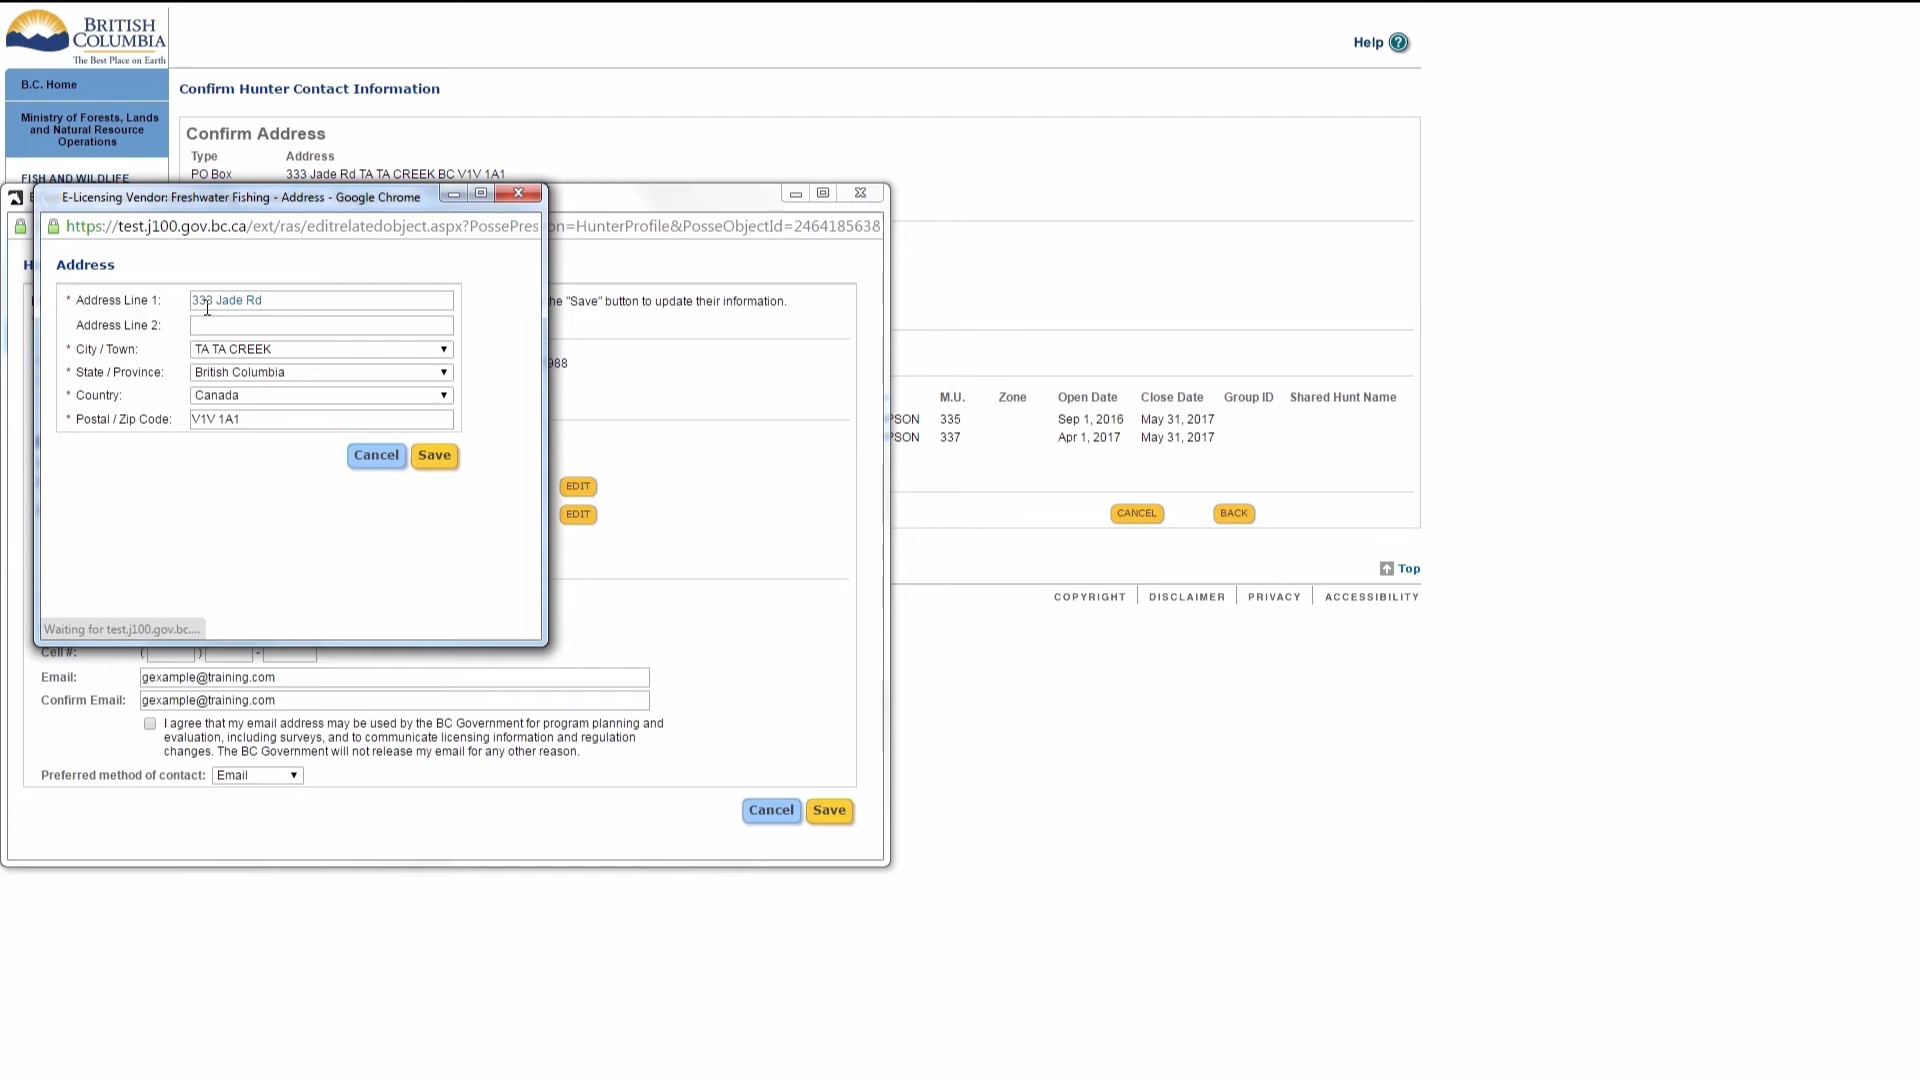 BRITISH
COLUMBIA
The Best Place on Earth
Help ?
B.C. Home
Ministry of Forests, Lands
and Natural Resource
Operations
FISH AND WILDLIFE
Confirm Hunter Contact Information
Confirm Address
Type Address
PO Box 333 Jade Rd TA TA CREEK BC V1V 1A1
E-Licensing Vendor: Freshwater Fishing - Address - Google Chrome
https://test.j100.gov.bc.ca/ext/ras/editrelatedobject.aspx?PossePres
on=HunterProfile&PosseObjectId=2464185638
H
Address
* Address Line 1: 333 Jade Rd
Address Line 2:
* City / Town: TA TA CREEK
* State / Province: British Columbia
* Country: Canada
* Postal / Zip Code: V1V 1A1
Cancel Save
he "Save" button to update their information.
988
EDIT
EDIT
Waiting for test.j100.gov.bc....
Cell #: ( ) -
Email: gexample@training.com
Confirm Email: gexample@training.com
I agree that my email address may be used by the BC Government for program planning and
evaluation, including surveys, and to communicate licensing information and regulation
changes. The BC Government will not release my email for any other reason.
Preferred method of contact: Email
Cancel Save
M.U. Zone Open Date Close Date Group ID Shared Hunt Name
PSON 335 Sep 1, 2016 May 31, 2017
PSON 337 Apr 1, 2017 May 31, 2017
CANCEL BACK
Top
COPYRIGHT DISCLAIMER PRIVACY ACCESSIBILITY